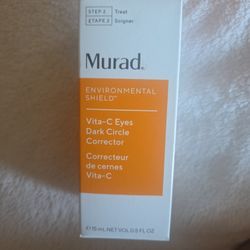 STEP 2. Treat
ÉTAPE 2 Soigner
Murad.
ENVIRONMENTAL
SHIELD™
Vita-C Eyes
Dark Circle
Corrector
Correcteur
de cernes
Vita-C
℮ 15 mL NET WT./VOL. 0.5 FL. OZ.